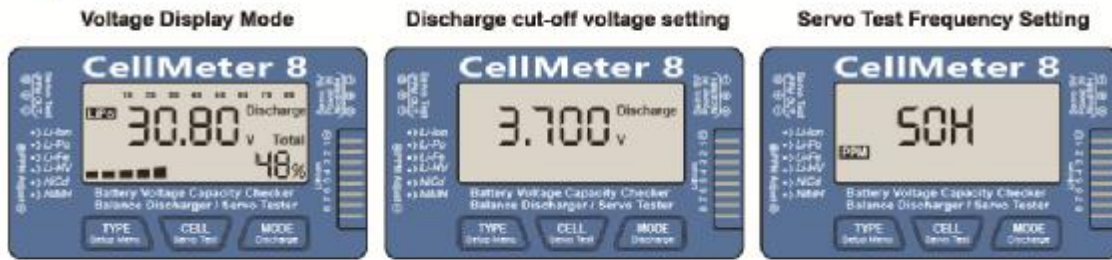 Voltage Display Mode
CellMeter 8
LiPo
Discharge
30.80 V
Total
48%
Li-Ion
Li-Po
Li-Fe
Li-HV
NiCd
NiMH
Battery Voltage Capacity Checker
Balance Discharger / Servo Tester
TYPE
Setup Menu
CELL
Servo Test
MODE
Discharge
Discharge cut-off voltage setting
CellMeter 8
3.700 V
Discharge
Li-Ion
Li-Po
Li-Fe
Li-HV
NiCd
NiMH
Battery Voltage Capacity Checker
Balance Discharger / Servo Tester
TYPE
Setup Menu
CELL
Servo Test
MODE
Discharge
Servo Test Frequency Setting
CellMeter 8
50H
PPM
Li-Ion
Li-Po
Li-Fe
Li-HV
NiCd
NiMH
Battery Voltage Capacity Checker
Balance Discharger / Servo Tester
TYPE
Setup Menu
CELL
Servo Test
MODE
Discharge